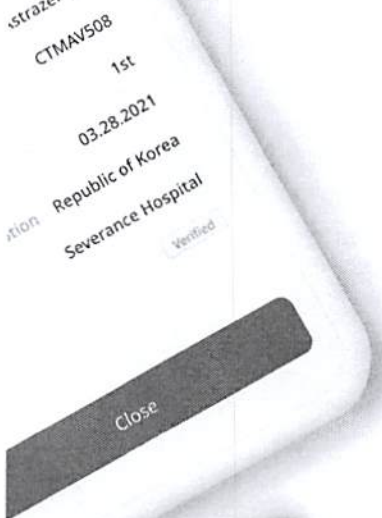 CTMAV508
1st
03.28.2021
Republic of Korea
Severance Hospital
Verified
Close